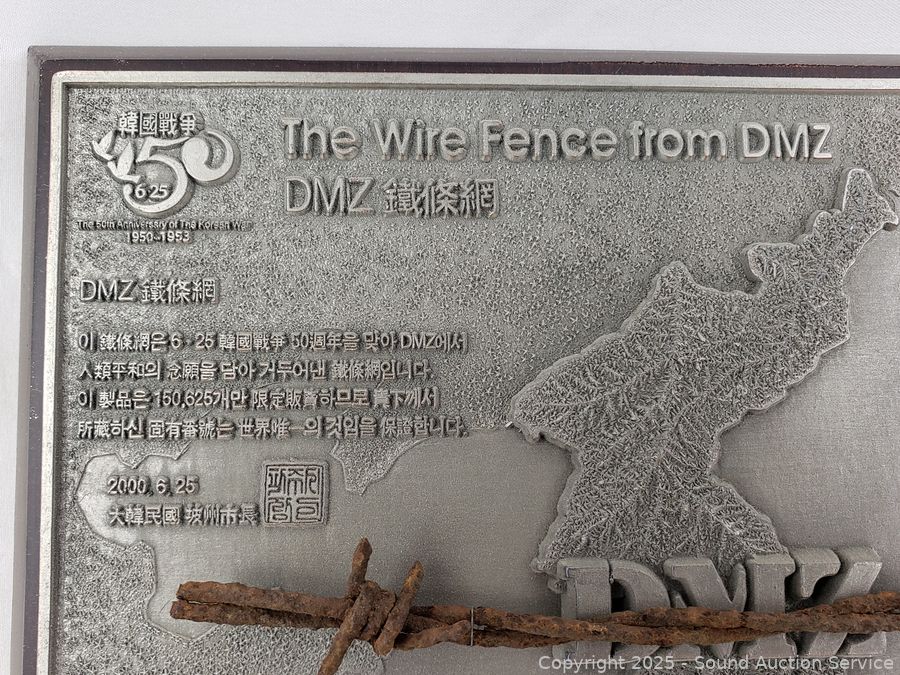 韓國戰爭
50
6·25
The 50th Anniversary of The Korean War
1950~1953
The Wire Fence from DMZ
DMZ 鐵條網
DMZ 鐵條網
이 鐵條網은 6·25 韓國戰爭 50週年을 맞아 DMZ에서
人類平和의 念願을 담아 거두어낸 鐵條網입니다.
이 製品은 150,625개만 限定販賣하므로 貴下께서
所藏하신 固有番號는 世界唯一의 것임을 保證합니다.
2000. 6. 25
大韓民國 坡州市長
DMZ
Copyright 2025 - Sound Auction Service